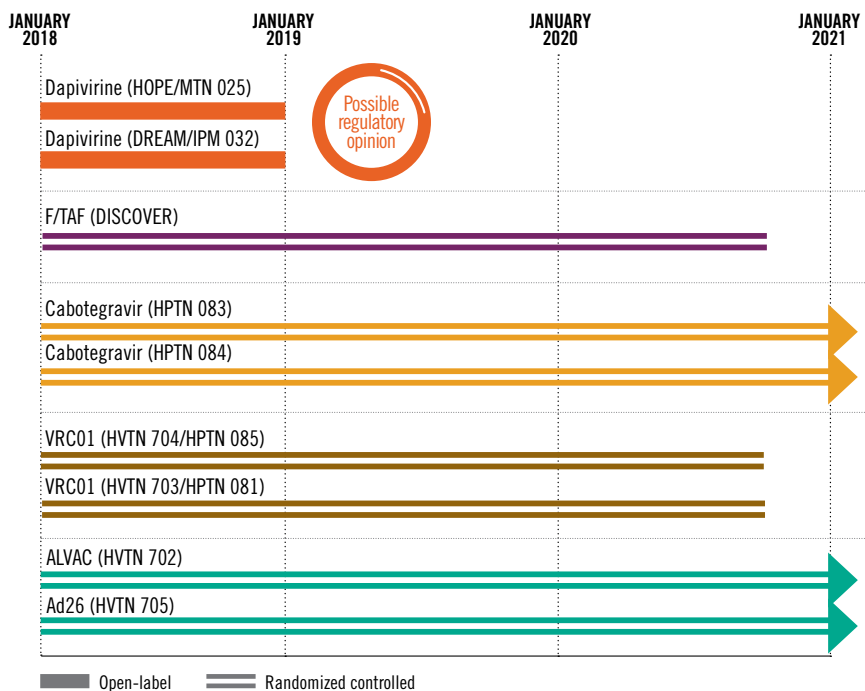 JANUARY
2018
JANUARY
2019
JANUARY
2020
JANUARY
2021
Dapivirine (HOPE/MTN 025)
Dapivirine (DREAM/IPM 032)
Possible
regulatory
opinion
F/TAF (DISCOVER)
Cabotegravir (HPTN 083)
Cabotegravir (HPTN 084)
VRC01 (HVTN 704/HPTN 085)
VRC01 (HVTN 703/HPTN 081)
ALVAC (HVTN 702)
Ad26 (HVTN 705)
Open-label
Randomized controlled